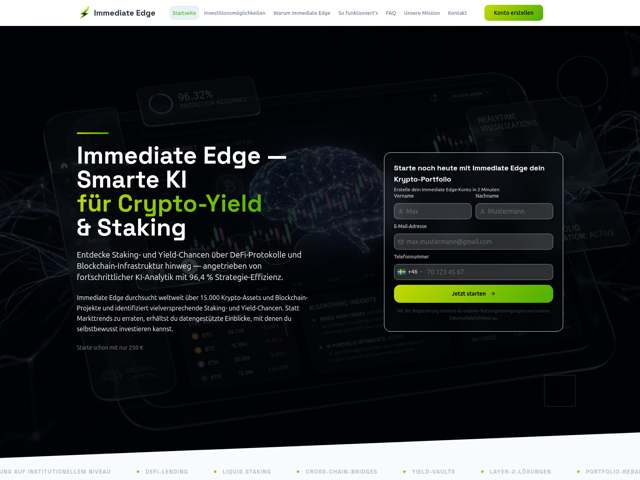 Immediate Edge
Startseite Investitionsmöglichkeiten Warum Immediate Edge So funktioniert's FAQ Unsere Mission Kontakt
Konto erstellen
96.32%
Immediate Edge —
Smarte KI
für Crypto-Yield
& Staking
Entdecke Staking- und Yield-Chancen über DeFi-Protokolle und
Blockchain-Infrastruktur hinweg — angetrieben von
fortschrittlicher KI-Analytik mit 96,4 % Strategie-Effizienz.
Immediate Edge durchsucht weltweit über 15.000 Krypto-Assets und Blockchain-
Projekte und identifiziert vielversprechende Staking- und Yield-Chancen. Statt
Markttrends zu erraten, erhältst du datengestützte Einblicke, mit denen du
selbstbewusst investieren kannst.
Starte schon mit nur 250 €
Starte noch heute mit Immediate Edge dein
Krypto-Portfolio
Erstelle dein Immediate Edge-Konto in 2 Minuten
Vorname Nachname
Max Mustermann
E-Mail-Adresse
max.mustermann@gmail.com
Telefonnummer
+46 70 123 45 67
Jetzt starten →
UNG AUF INSTITUTIONELLEM NIVEAU DEFI-LENDING LIQUID STAKING CROSS-CHAIN-BRIDGES YIELD-VAULTS LAYER-2-LÖSUNGEN PORTFOLIO-REBA